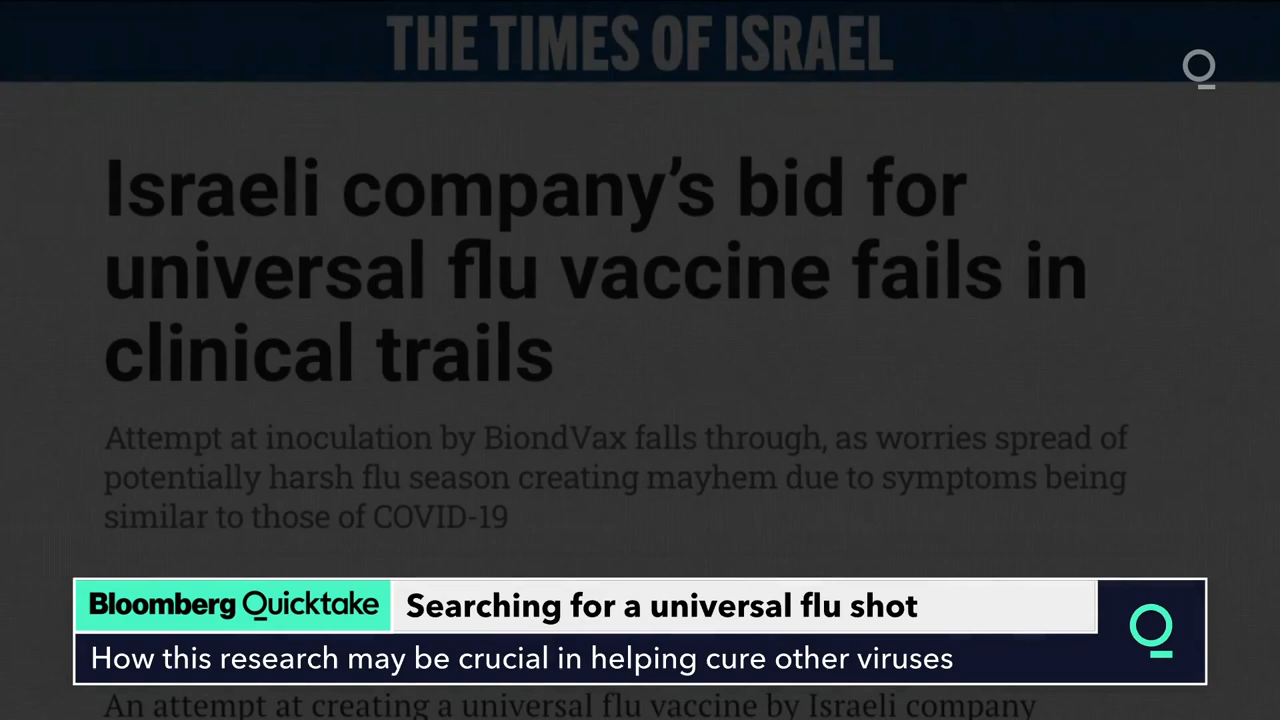 THE TIMES OF ISRAEL
Israeli company’s bid for
universal flu vaccine fails in
clinical trails
Attempt at inoculation by BiondVax falls through, as worries spread of
potentially harsh flu season creating mayhem due to symptoms being
similar to those of COVID-19
Bloomberg Quicktake
Searching for a universal flu shot
How this research may be crucial in helping cure other viruses
An attempt at creating a universal flu vaccine by Israeli company